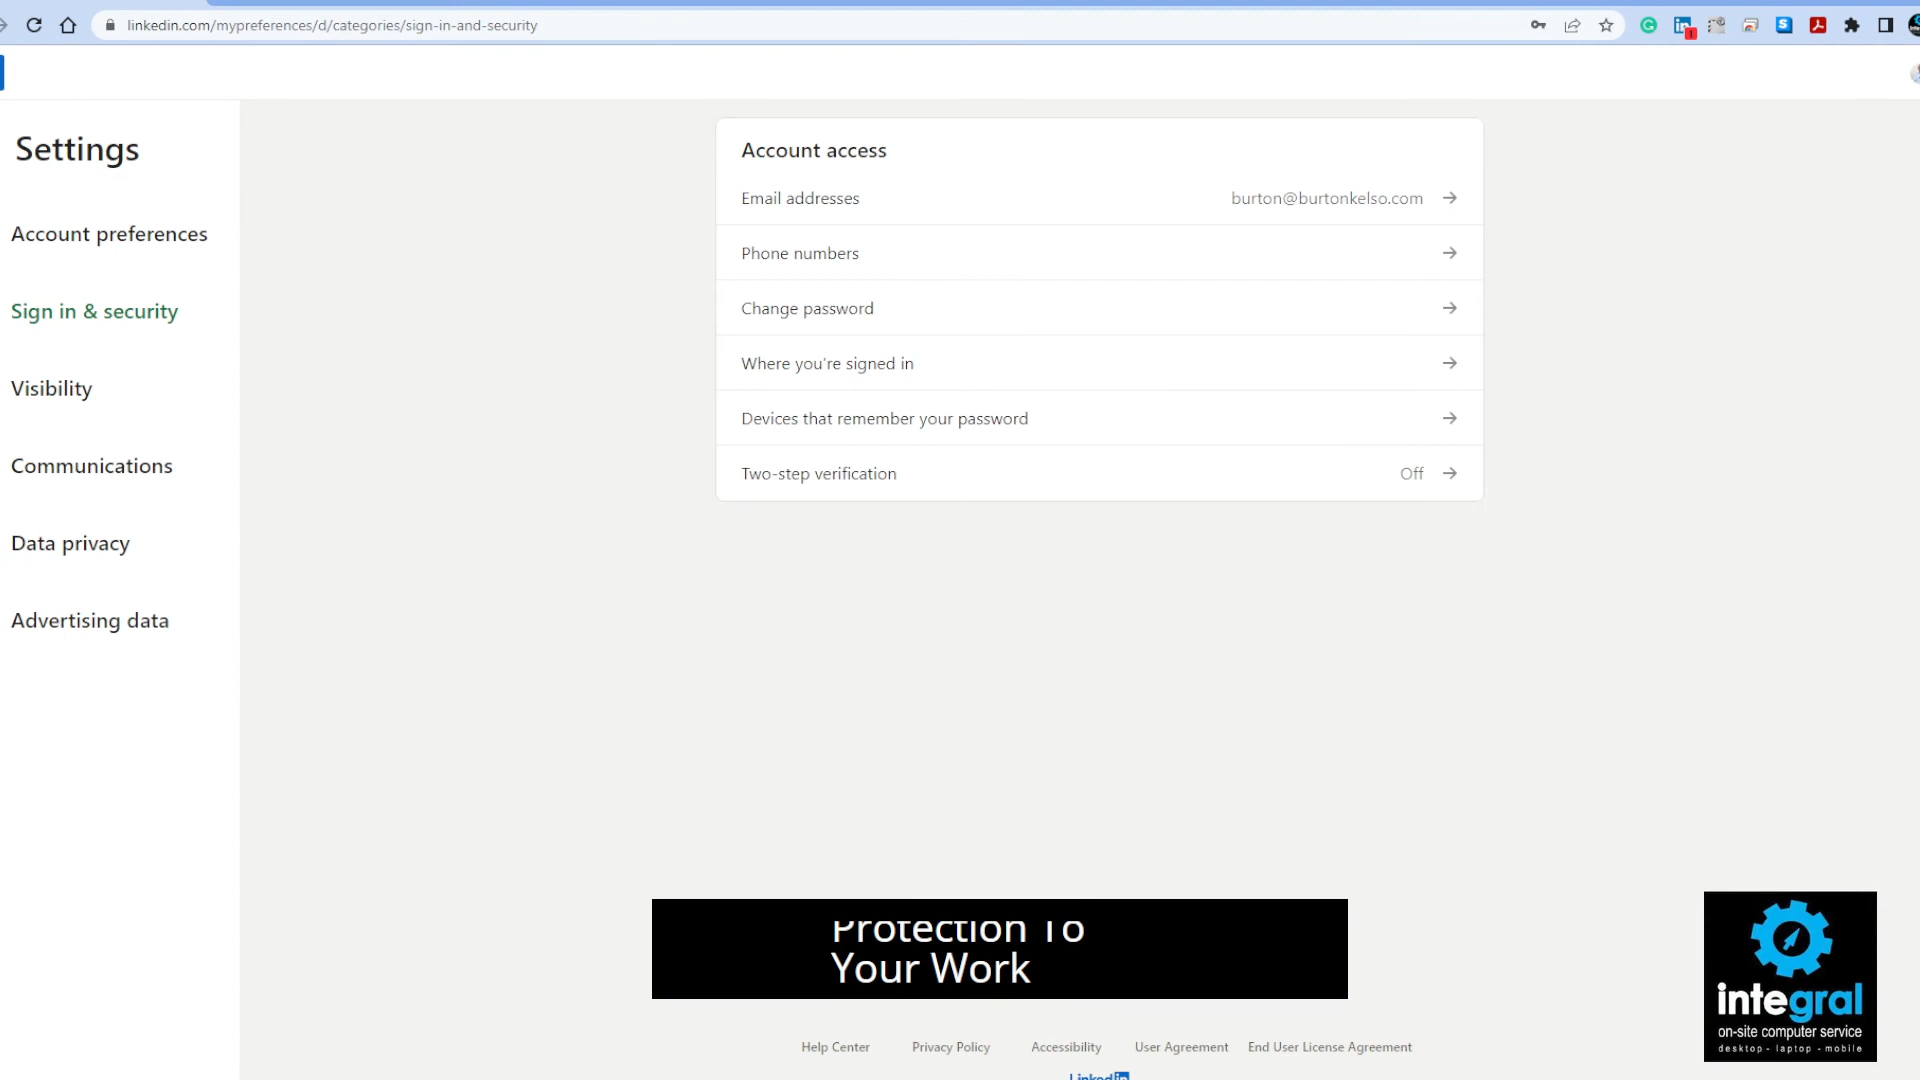 linkedin.com/mypreferences/d/categories/sign-in-and-security
Settings
Account preferences
Sign in & security
Visibility
Communications
Data privacy
Advertising data
Account access
Email addresses burton@burtonkelso.com
Phone numbers
Change password
Where you're signed in
Devices that remember your password
Two-step verification Off
Protection To
Your Work
integral
on-site computer service
desktop - laptop - mobile
Help Center Privacy Policy Accessibility User Agreement End User License Agreement
Linkedin